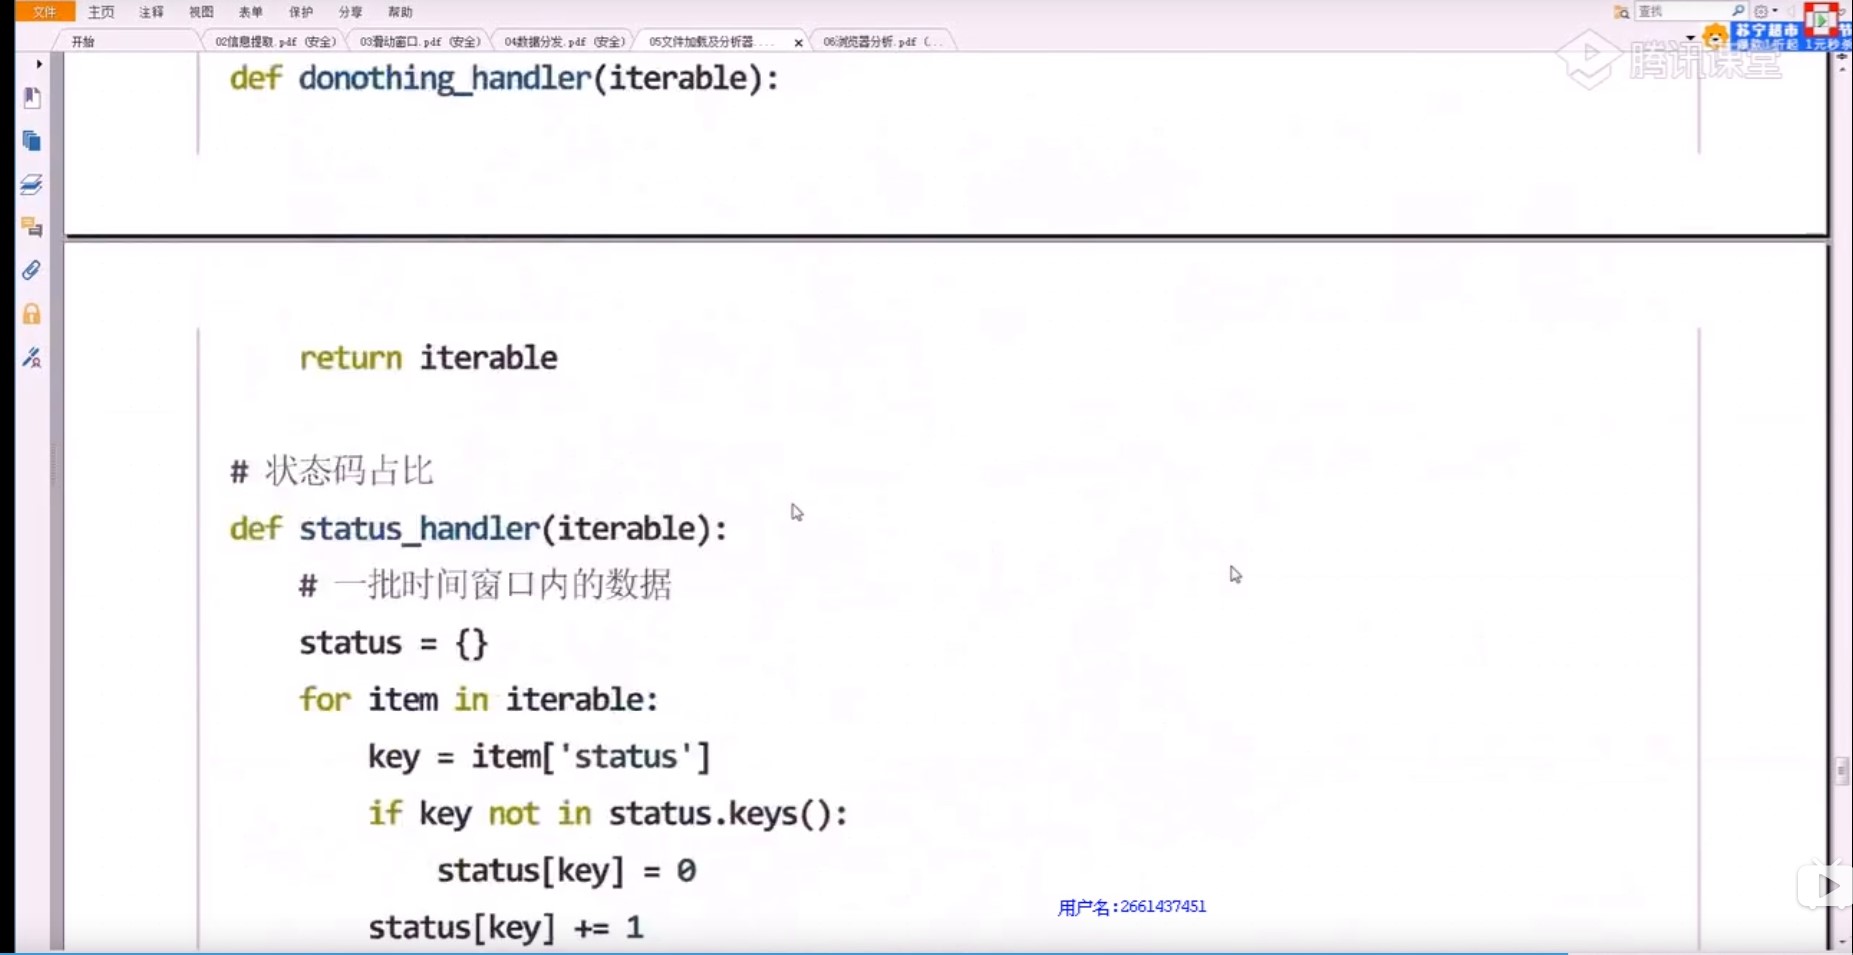 文件 主页 注释 视图 表单 保护 分享 帮助 查找
开始 02信息提取.pdf (安全) 03滑动窗口.pdf (安全) 04数据分发.pdf (安全) 05文件加载及分析器.... × 06浏览器分析.pdf (...
苏宁超市
1元秒杀
腾讯课堂
def donothing_handler(iterable):
return iterable
# 状态码占比
def status_handler(iterable):
# 一批时间窗口内的数据
status = {}
for item in iterable:
key = item['status']
if key not in status.keys():
status[key] = 0
status[key] += 1
用户名:2661437451